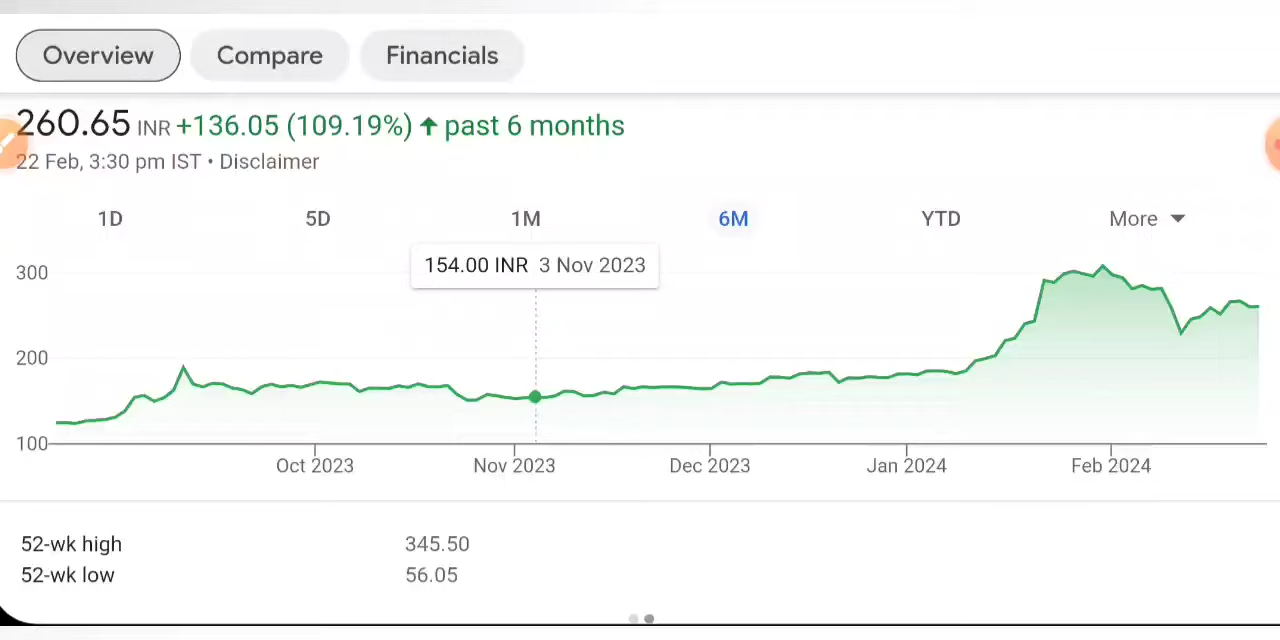 Overview Compare Financials
260.65 INR +136.05 (109.19%) ↑ past 6 months
22 Feb, 3:30 pm IST • Disclaimer
1D 5D 1M 6M YTD More
154.00 INR 3 Nov 2023
300
200
100
Oct 2023 Nov 2023 Dec 2023 Jan 2024 Feb 2024
52-wk high 345.50
52-wk low 56.05